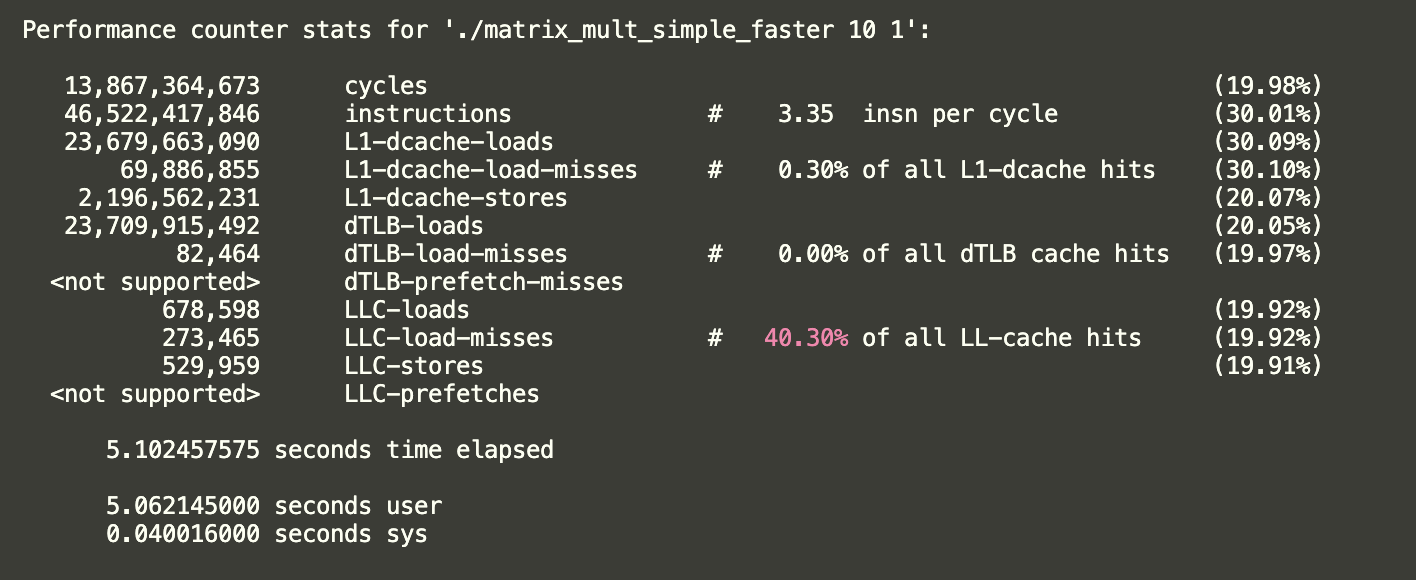 Performance counter stats for './matrix_mult_simple_faster 10 1':
13,867,364,673 cycles (19.98%)
46,522,417,846 instructions # 3.35 insn per cycle (30.01%)
23,679,663,090 L1-dcache-loads (30.09%)
69,886,855 L1-dcache-load-misses # 0.30% of all L1-dcache hits (30.10%)
2,196,562,231 L1-dcache-stores (20.07%)
23,709,915,492 dTLB-loads (20.05%)
82,464 dTLB-load-misses # 0.00% of all dTLB cache hits (19.97%)
<not supported> dTLB-prefetch-misses
678,598 LLC-loads (19.92%)
273,465 LLC-load-misses # 40.30% of all LL-cache hits (19.92%)
529,959 LLC-stores (19.91%)
<not supported> LLC-prefetches
5.102457575 seconds time elapsed
5.062145000 seconds user
0.040016000 seconds sys